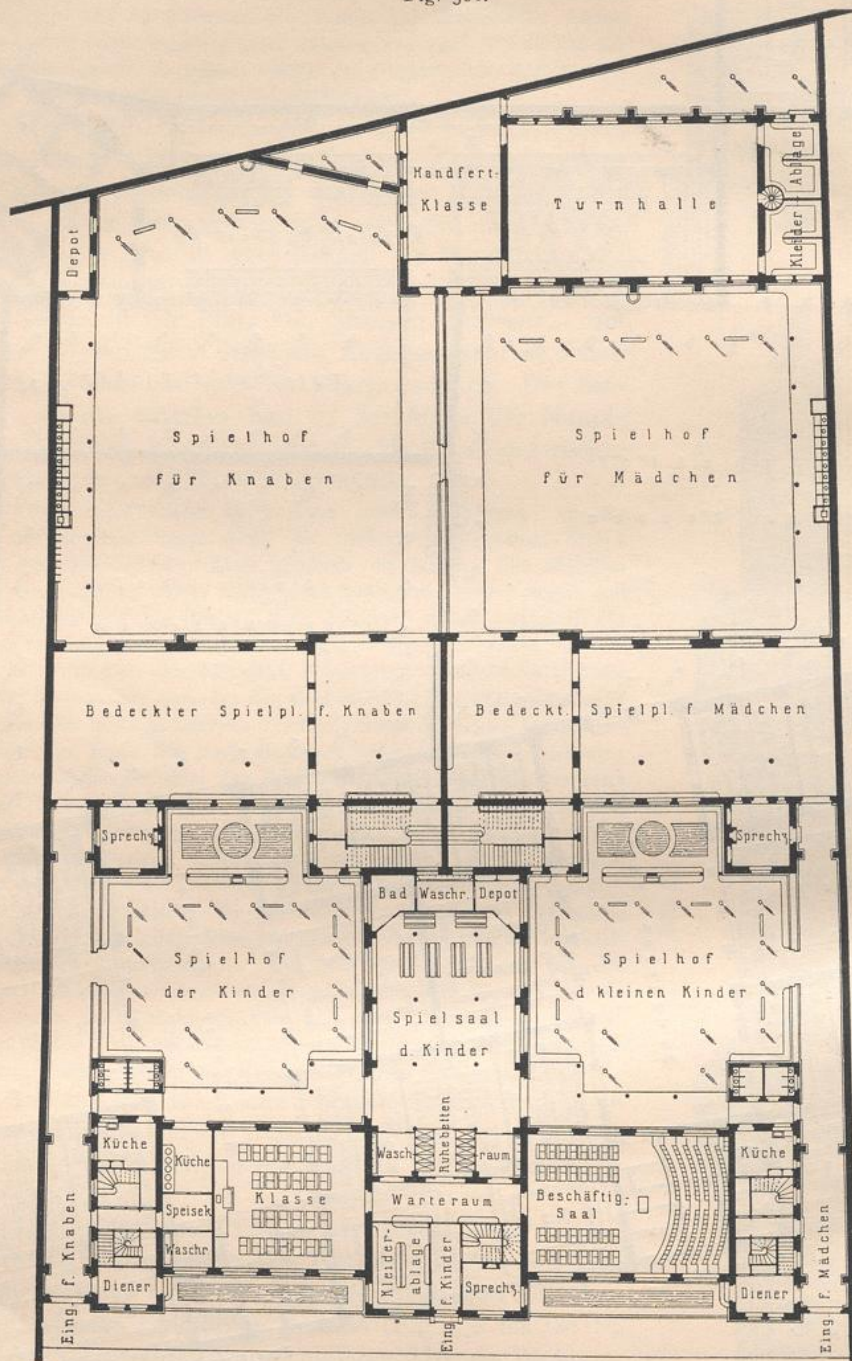 Handfert-
Klasse
Turnhalle
Kleider-Ablage
Depot
Spielhof
für Knaben
Spielhof
für Mädchen
Bedeckter Spielpl. f. Knaben
Bedeckt. Spielpl. f. Mädchen
Sprechz
Sprechz
Bad
Waschr.
Depot
Spielhof
der Kinder
Spielsaal
d. Kinder
Spielhof
d kleinen Kinder
Küche
Küche
Wasch
Ruhebetten
raum
Küche
Klasse
Speisek
Waschr
Warteraum
Beschäftig:
Saal
Kleider-
ablage
Sprechz
Diener
Diener
Eing. f. Knaben
Eing. f. Kinder
Eing. f. Mädchen